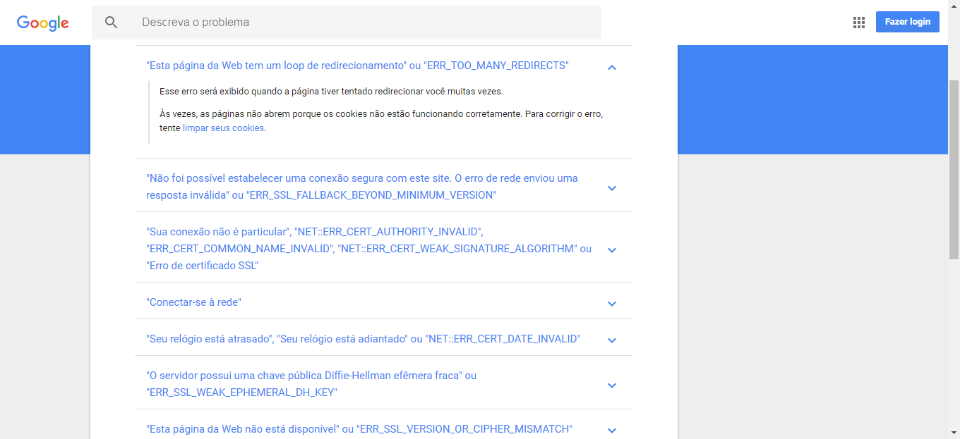 Google
Descreva o problema
Fazer login
"Esta página da Web tem um loop de redirecionamento" ou "ERR_TOO_MANY_REDIRECTS"
Esse erro será exibido quando a página tiver tentado redirecionar você muitas vezes.
Às vezes, as páginas não abrem porque os cookies não estão funcionando corretamente. Para corrigir o erro,
tente limpar seus cookies.
"Não foi possível estabelecer uma conexão segura com este site. O erro de rede enviou uma
resposta inválida" ou "ERR_SSL_FALLBACK_BEYOND_MINIMUM_VERSION"
"Sua conexão não é particular", "NET::ERR_CERT_AUTHORITY_INVALID",
"ERR_CERT_COMMON_NAME_INVALID", "NET::ERR_CERT_WEAK_SIGNATURE_ALGORITHM" ou
"Erro de certificado SSL"
"Conectar-se à rede"
"Seu relógio está atrasado", "Seu relógio está adiantado" ou "NET::ERR_CERT_DATE_INVALID"
"O servidor possui uma chave pública Diffie-Hellman efêmera fraca" ou
"ERR_SSL_WEAK_EPHEMERAL_DH_KEY"
"Esta página da Web não está disponível" ou "ERR_SSL_VERSION_OR_CIPHER_MISMATCH"